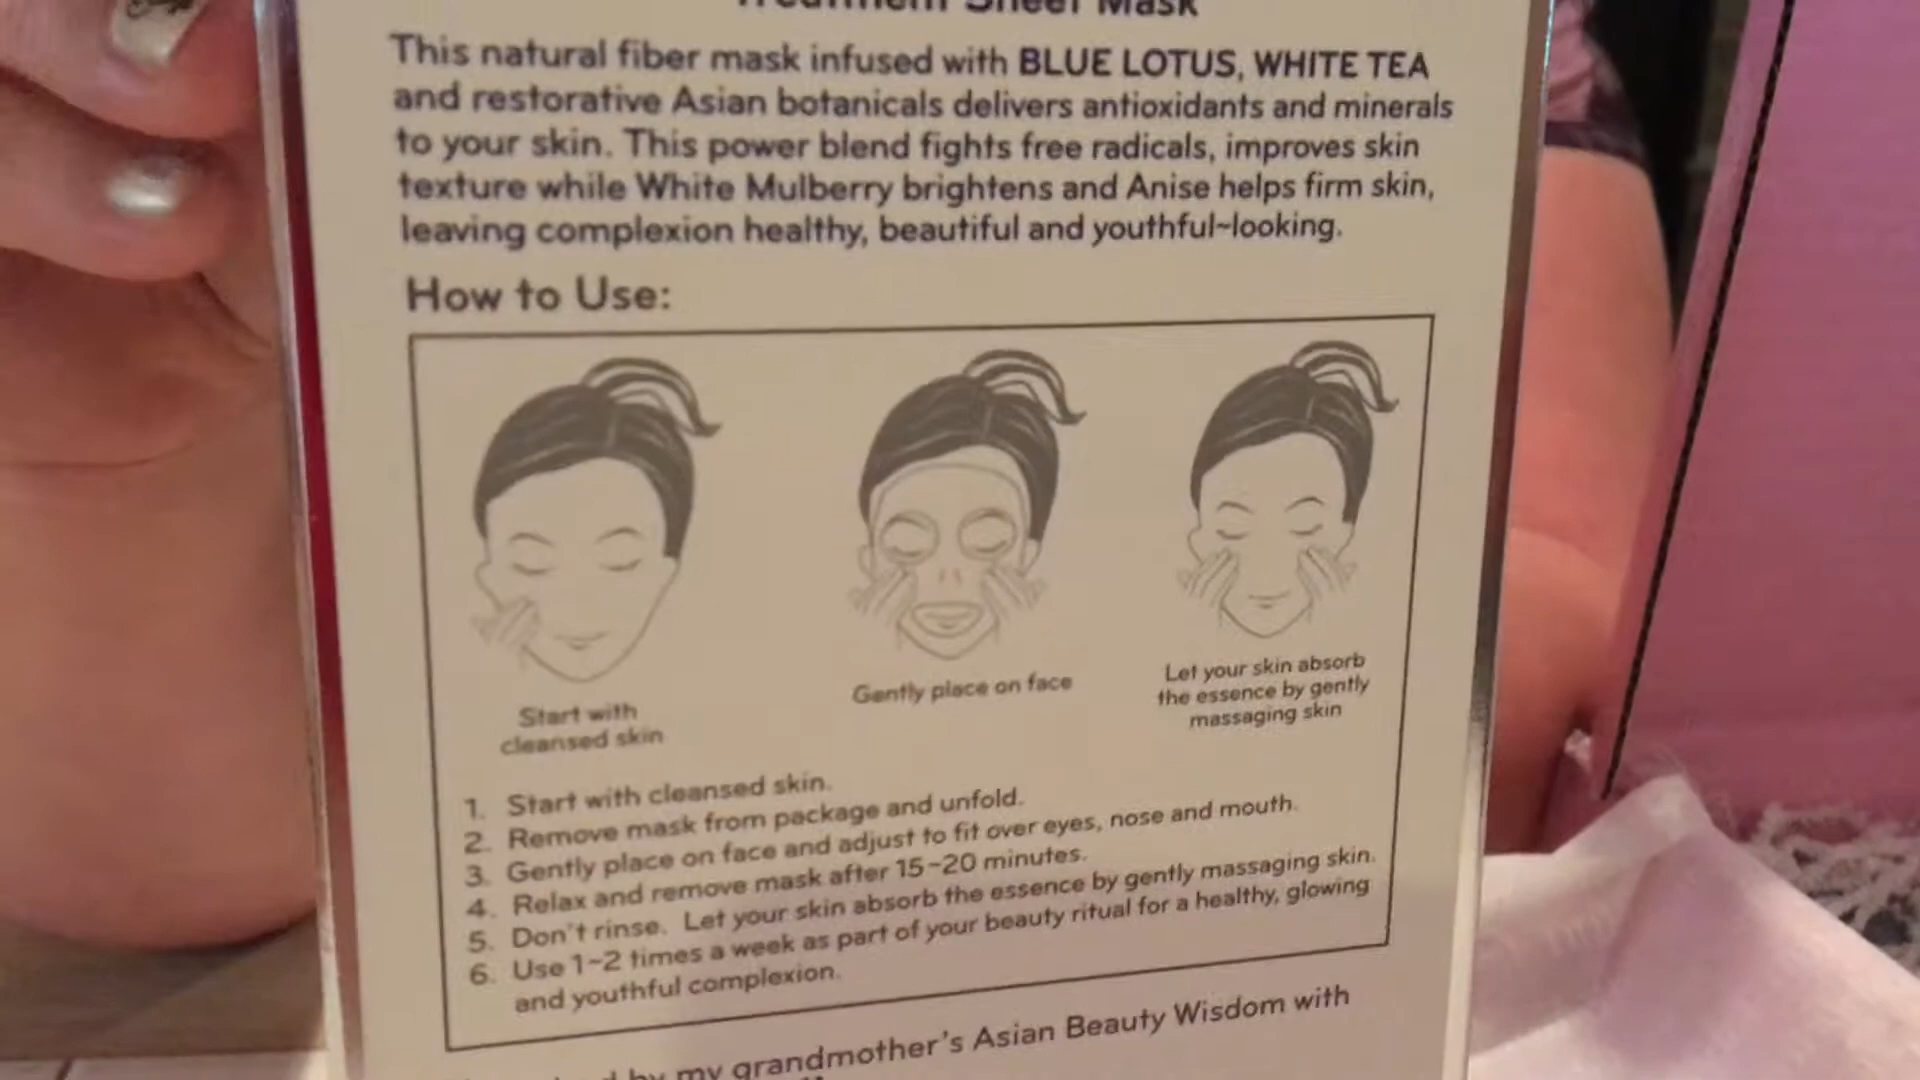 Treatment Sheet Mask
This natural fiber mask infused with BLUE LOTUS, WHITE TEA
and restorative Asian botanicals delivers antioxidants and minerals
to your skin. This power blend fights free radicals, improves skin
texture while White Mulberry brightens and Anise helps firm skin,
leaving complexion healthy, beautiful and youthful-looking.
How to Use:
Start with
cleansed skin
Gently place on face
Let your skin absorb
the essence by gently
massaging skin
1. Start with cleansed skin.
2. Remove mask from package and unfold.
3. Gently place on face and adjust to fit over eyes, nose and mouth.
4. Relax and remove mask after 15-20 minutes.
5. Don't rinse. Let your skin absorb the essence by gently massaging skin.
6. Use 1-2 times a week as part of your beauty ritual for a healthy, glowing
and youthful complexion.
by my grandmother's Asian Beauty Wisdom with